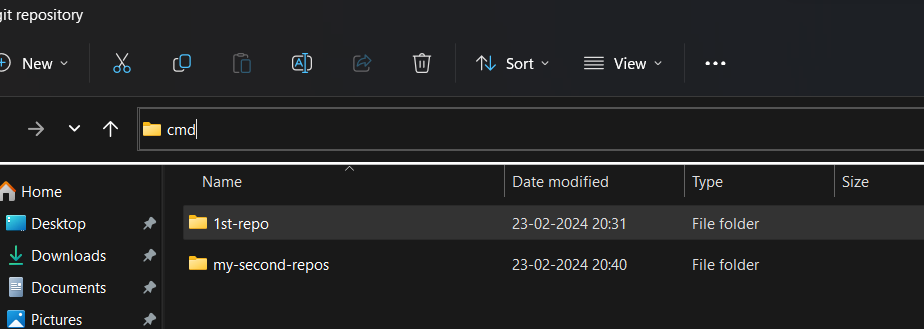 git repository
New
Sort
View
cmd
Name Date modified Type Size
Home
Desktop
Downloads
Documents
Pictures
1st-repo 23-02-2024 20:31 File folder
my-second-repos 23-02-2024 20:40 File folder